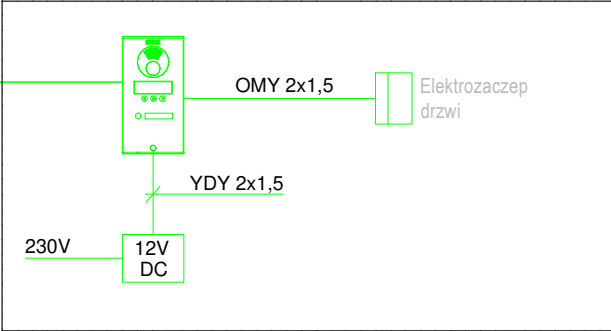 OMY 2x1,5
Elektrozaczep
drzwi
YDY 2x1,5
230V
12V
DC